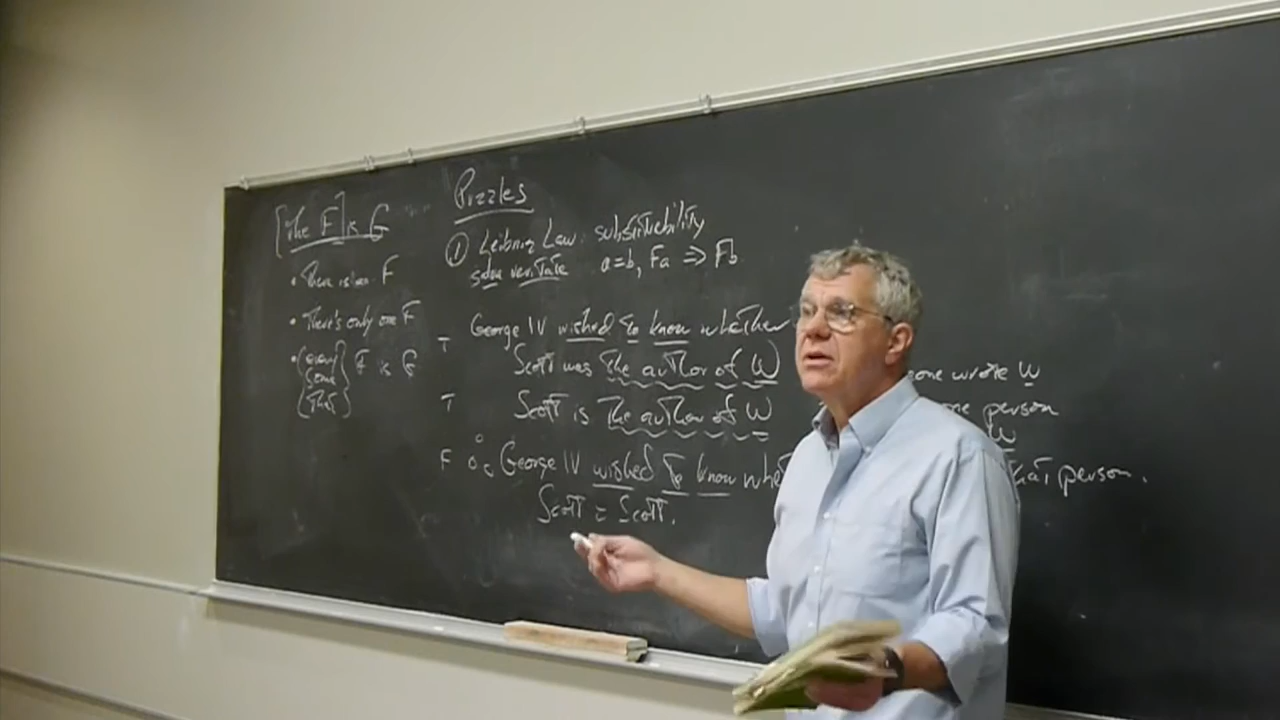 [The F] is G
• There is an F
• There's only one F
• {every some that} F is G
Puzzles
① Leibniz Law: substitutability
salva veritate a=b, Fa ⇒ Fb
T George IV wished to know whether
Scott was the author of W
T Scott is the author of W
F ∴ George IV wished to know whe
Scott = Scott.
one wrote W
one person
W
that person.